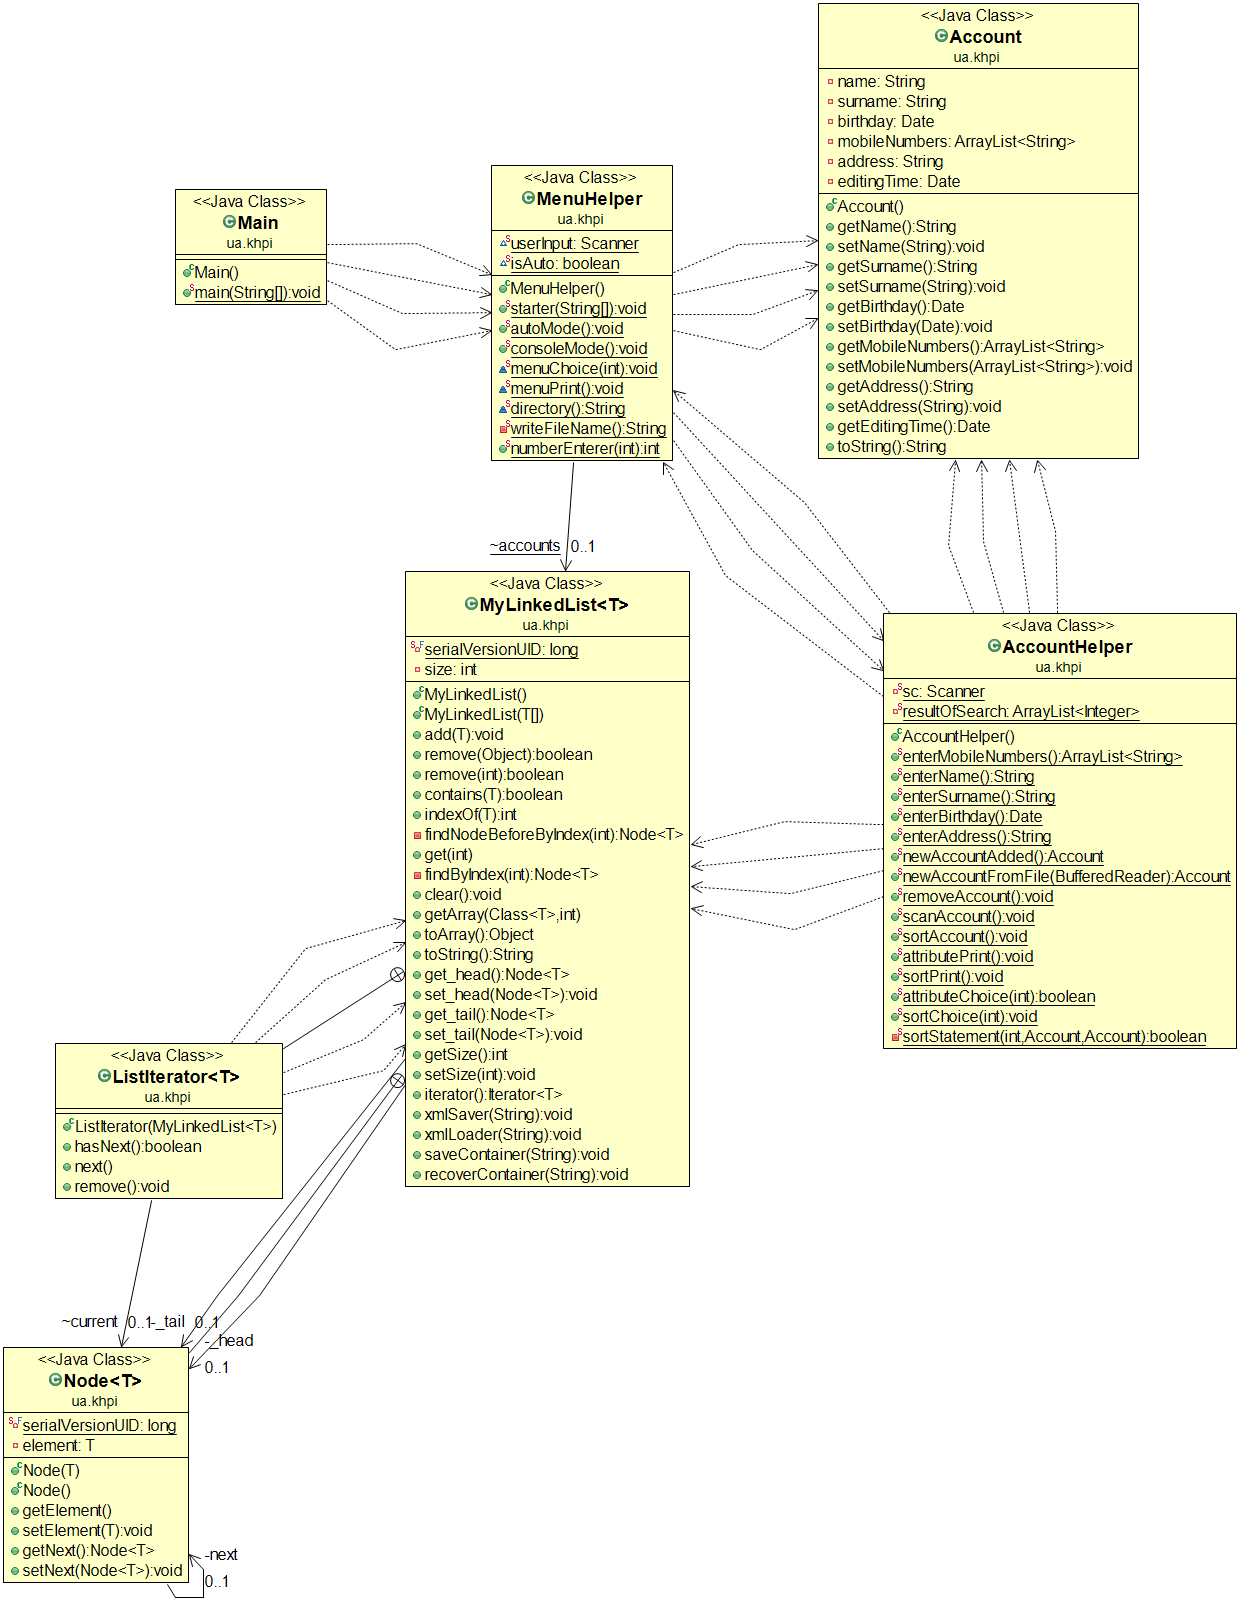 <<Java Class>>
Account
ua.khpi
name: String
surname: String
birthday: Date
mobileNumbers: ArrayList<String>
address: String
editingTime: Date
Account()
getName():String
setName(String):void
getSurname():String
setSurname(String):void
getBirthday():Date
setBirthday(Date):void
getMobileNumbers():ArrayList<String>
setMobileNumbers(ArrayList<String>):void
getAddress():String
setAddress(String):void
getEditingTime():Date
toString():String
<<Java Class>>
MenuHelper
ua.khpi
userInput: Scanner
isAuto: boolean
MenuHelper()
starter(String[]):void
autoMode():void
consoleMode():void
menuChoice(int):void
menuPrint():void
directory():String
writeFileName():String
numberEnterer(int):int
<<Java Class>>
Main
ua.khpi
Main()
main(String[]):void
~accounts 0..1
<<Java Class>>
MyLinkedList<T>
ua.khpi
serialVersionUID: long
size: int
MyLinkedList()
MyLinkedList(T[])
add(T):void
remove(Object):boolean
remove(int):boolean
contains(T):boolean
indexOf(T):int
findNodeBeforeByIndex(int):Node<T>
get(int)
findByIndex(int):Node<T>
clear():void
getArray(Class<T>,int)
toArray():Object
toString():String
get_head():Node<T>
set_head(Node<T>):void
get_tail():Node<T>
set_tail(Node<T>):void
getSize():int
setSize(int):void
iterator():Iterator<T>
xmlSaver(String):void
xmlLoader(String):void
saveContainer(String):void
recoverContainer(String):void
<<Java Class>>
AccountHelper
ua.khpi
sc: Scanner
resultOfSearch: ArrayList<Integer>
AccountHelper()
enterMobileNumbers():ArrayList<String>
enterName():String
enterSurname():String
enterBirthday():Date
enterAddress():String
newAccountAdded():Account
newAccountFromFile(BufferedReader):Account
removeAccount():void
scanAccount():void
sortAccount():void
attributePrint():void
sortPrint():void
attributeChoice(int):boolean
sortChoice(int):void
sortStatement(int,Account,Account):boolean
<<Java Class>>
ListIterator<T>
ua.khpi
ListIterator(MyLinkedList<T>)
hasNext():boolean
next()
remove():void
~current 0..1
-_tail 0..1
-_head
0..1
<<Java Class>>
Node<T>
ua.khpi
serialVersionUID: long
element: T
Node(T)
Node()
getElement()
setElement(T):void
getNext():Node<T>
setNext(Node<T>):void
-next
0..1